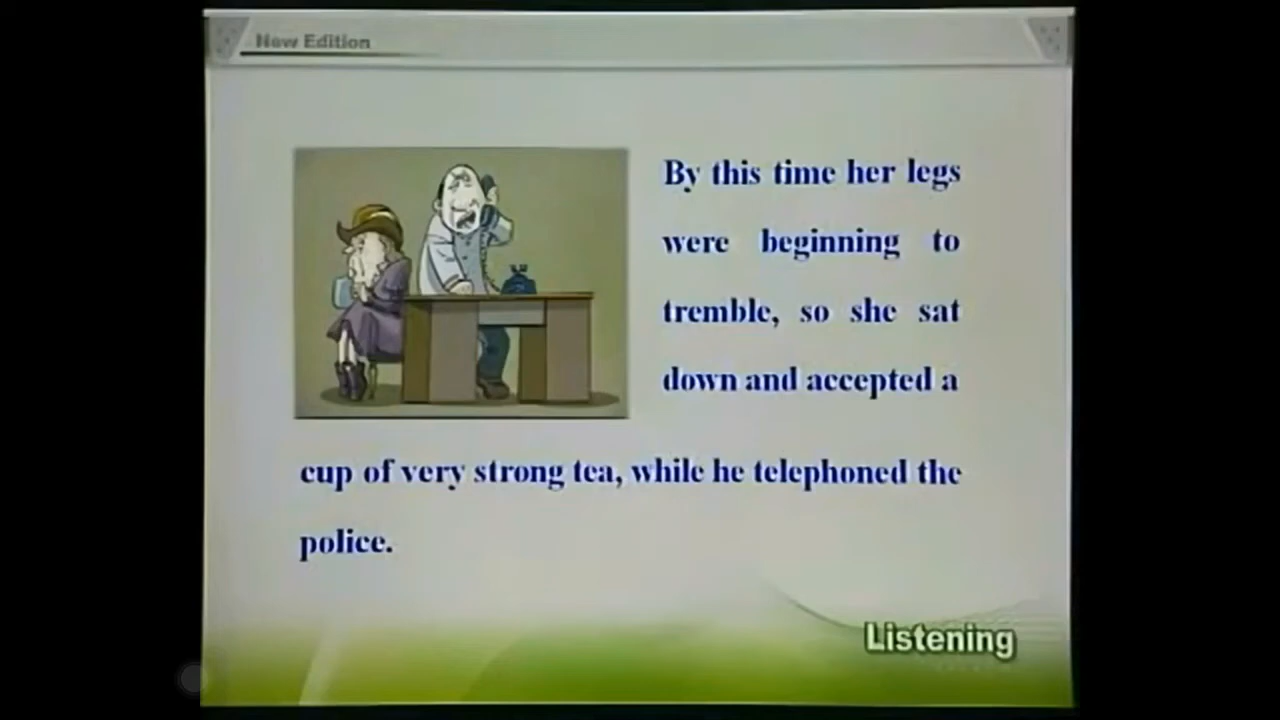 New Edition
By this time her legs
were beginning to
tremble, so she sat
down and accepted a
cup of very strong tea, while he telephoned the
police.
Listening